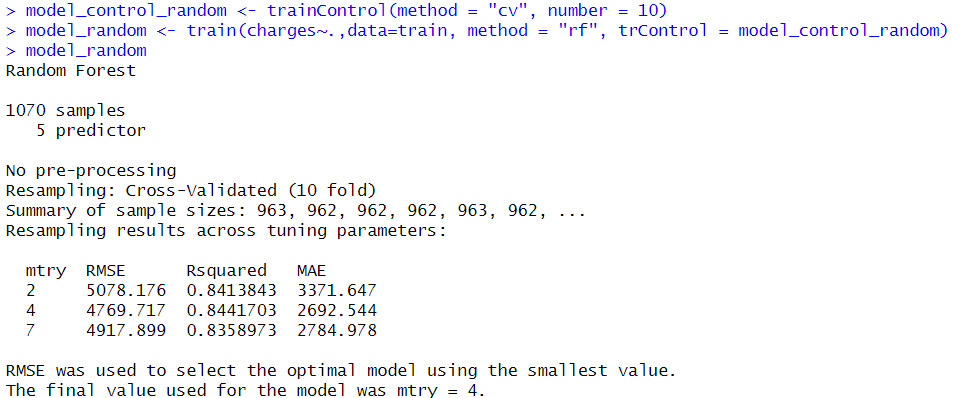 > model_control_random <- trainControl(method = "cv", number = 10)
> model_random <- train(charges~.,data=train, method = "rf", trControl = model_control_random)
> model_random
Random Forest

1070 samples
   5 predictor

No pre-processing
Resampling: Cross-Validated (10 fold)
Summary of sample sizes: 963, 962, 962, 962, 963, 962, ...
Resampling results across tuning parameters:

  mtry  RMSE      Rsquared   MAE
  2     5078.176  0.8413843  3371.647
  4     4769.717  0.8441703  2692.544
  7     4917.899  0.8358973  2784.978

RMSE was used to select the optimal model using the smallest value.
The final value used for the model was mtry = 4.